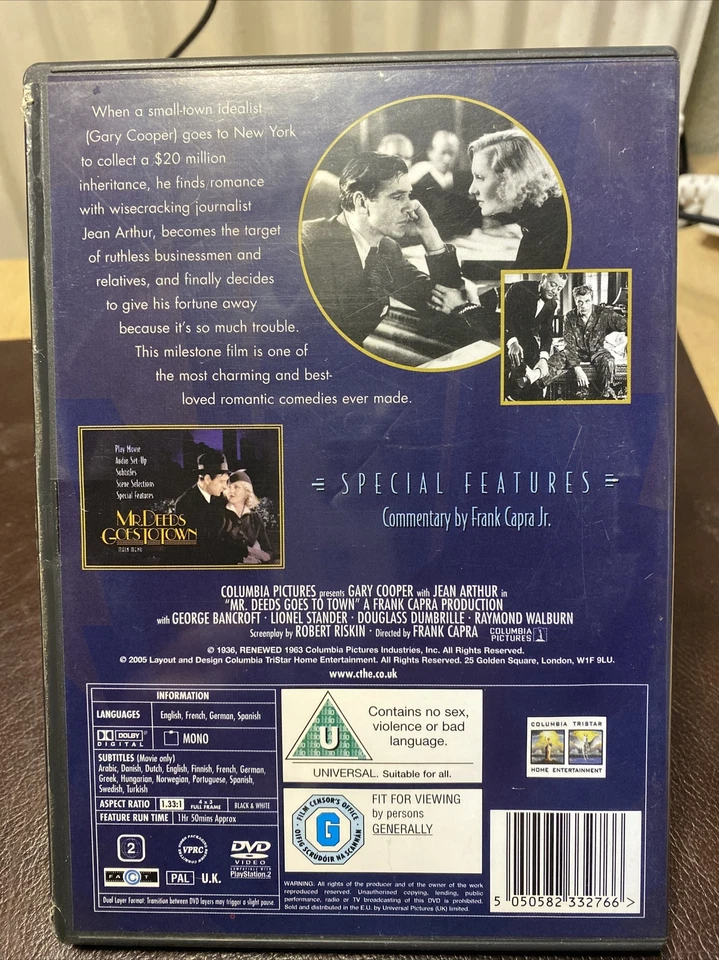 When a small-town idealist
(Gary Cooper) goes to New York
to collect a $20 million
inheritance, he finds romance
with wisecracking journalist
Jean Arthur, becomes the target
of ruthless businessmen and
relatives, and finally decides
to give his fortune away
because it's so much trouble.
This milestone film is one of
the most charming and best-
loved romantic comedies ever made.
Play Movie
Audio Set-Up
Subtitles
Scene Selections
Special Features
MR. DEEDS
GOES TO TOWN
MAIN MENU
SPECIAL FEATURES
Commentary by Frank Capra Jr.
COLUMBIA PICTURES presents GARY COOPER with JEAN ARTHUR in
"MR. DEEDS GOES TO TOWN" A FRANK CAPRA PRODUCTION
with GEORGE BANCROFT · LIONEL STANDER · DOUGLASS DUMBRILLE · RAYMOND WALBURN
Screenplay by ROBERT RISKIN · Directed by FRANK CAPRA COLUMBIA PICTURES
© 1936, RENEWED 1963 Columbia Pictures Industries, Inc. All Rights Reserved.
© 2005 Layout and Design Columbia TriStar Home Entertainment. All Rights Reserved. 25 Golden Square, London, W1F 9LU.
www.cthe.co.uk
INFORMATION
LANGUAGES English, French, German, Spanish
DOLBY DIGITAL MONO
SUBTITLES (Movie only)
Arabic, Danish, Dutch, English, Finnish, French, German,
Greek, Hungarian, Norwegian, Portuguese, Spanish,
Swedish, Turkish
ASPECT RATIO 1.33:1 4 x 3 FULL FRAME BLACK & WHITE
FEATURE RUN TIME 1Hr 50mins Approx
2 VPRC DVD VIDEO
COMPATIBLE WITH PlayStation.2
FACT PAL U.K.
Dual Layer Format: Transition between DVD layers may trigger a slight pause.
U
Contains no sex,
violence or bad
language.
UNIVERSAL. Suitable for all.
FILM CENSOR'S OFFICE
G
OIFIG SCRÚDÓIR NA SCANNÁN
FIT FOR VIEWING
by persons
GENERALLY
WARNING: All rights of the producer and of the owner of the work
reproduced reserved. Unauthorised copying, lending, public
performance, radio or TV broadcasting of this DVD is prohibited.
Sold and distributed in the E.U. by Universal Pictures (UK) limited.
COLUMBIA TRISTAR
HOME ENTERTAINMENT
5 050582 332766 >